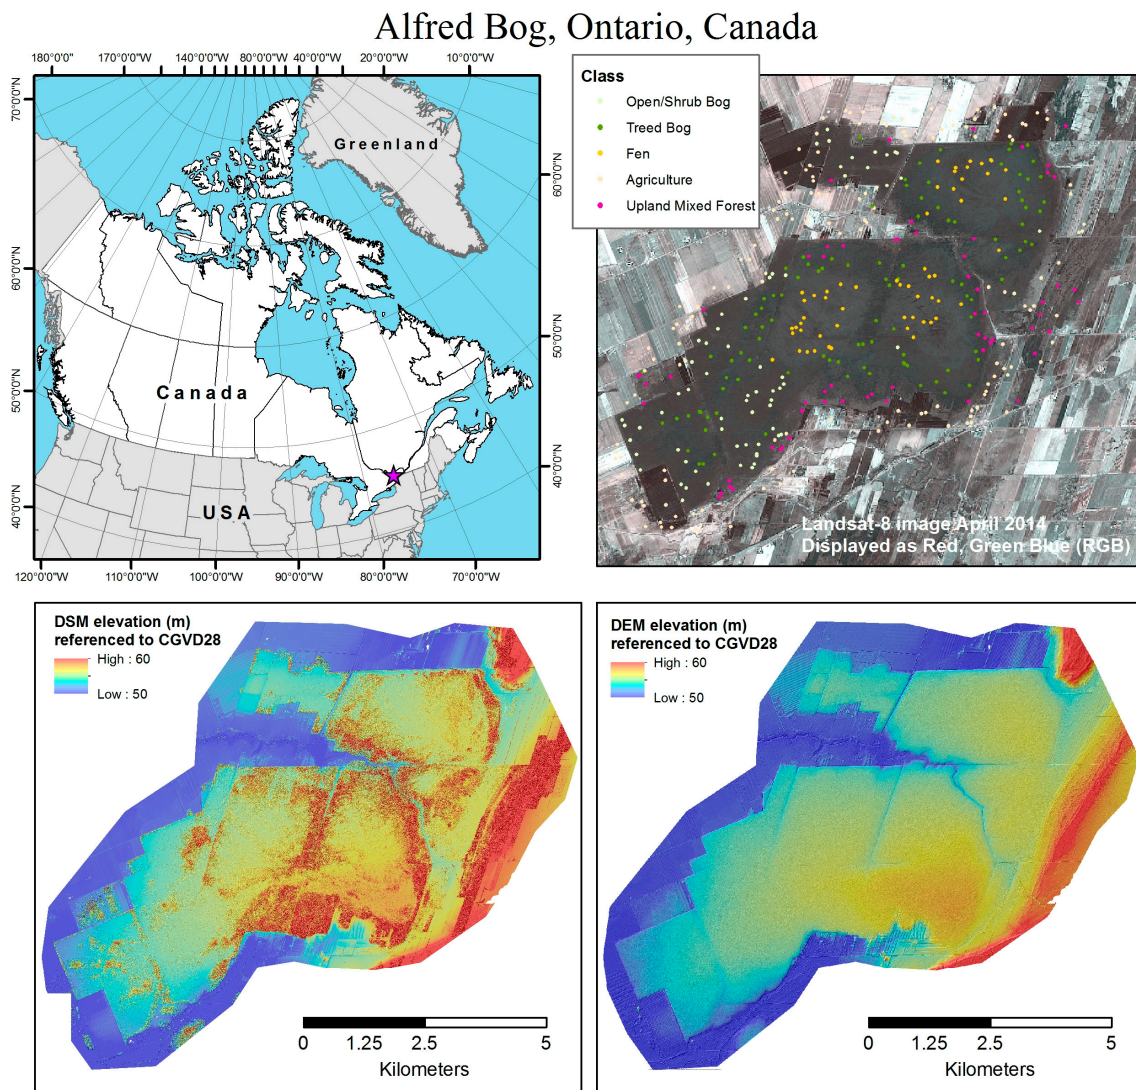 Alfred Bog, Ontario, Canada
180°0'0"W 170°0'0"W 140°0'0"W 80°0'0"W 60°0'0"W 20°0'0"W 10°0'0"W
70°0'0"N
60°0'0"N
50°0'0"N
40°0'0"N
60°0'0"N
50°0'0"N
40°0'0"N
Greenland
Canada
USA
120°0'0"W 110°0'0"W 100°0'0"W 90°0'0"W 80°0'0"W 70°0'0"W
Class
Open/Shrub Bog
Treed Bog
Fen
Agriculture
Upland Mixed Forest
Landsat-8 image April 2014
Displayed as Red, Green Blue (RGB)
DSM elevation (m)
referenced to CGVD28
High : 60
Low : 50
0 1.25 2.5 5
Kilometers
DEM elevation (m)
referenced to CGVD28
High : 60
Low : 50
0 1.25 2.5 5
Kilometers